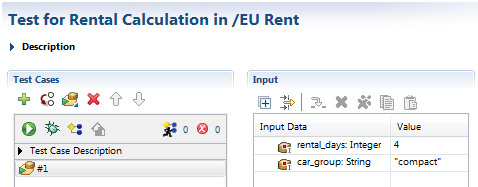 Test for Rental Calculation in /EU Rent
Description
Test Cases
0 0
Test Case Description
#1
Input
Input Data Value
rental_days: Integer 4
car_group: String "compact"